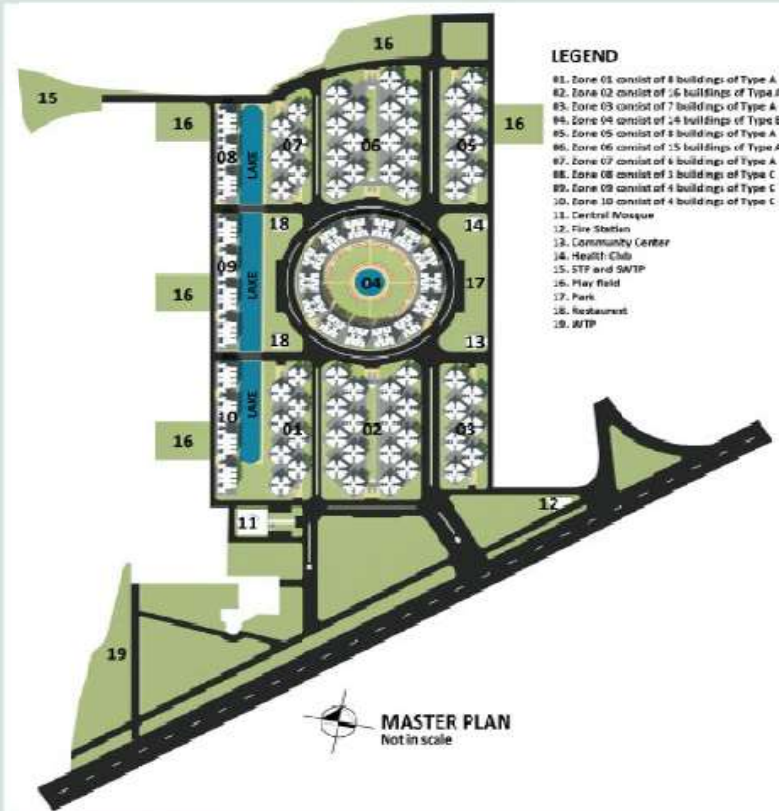 16
15
16
16
08
LAKE
07
06
05
18
14
09
LAKE
04
17
16
18
13
10
LAKE
01
02
03
16
11
12
19
LEGEND
01. Zone 01 consist of 8 buildings of Type A
02. Zone 02 consist of 16 buildings of Type A
03. Zone 03 consist of 7 buildings of Type A
04. Zone 04 consist of 14 buildings of Type B
05. Zone 05 consist of 8 buildings of Type A
06. Zone 06 consist of 15 buildings of Type A
07. Zone 07 consist of 6 buildings of Type A
08. Zone 08 consist of 3 buildings of Type C
09. Zone 09 consist of 4 buildings of Type C
10. Zone 10 consist of 4 buildings of Type C
11. Central Mosque
12. Fire Station
13. Community Center
14. Health Club
15. STP and SWTP
16. Play field
17. Park
18. Restaurent
19. WTP
MASTER PLAN
Not in scale